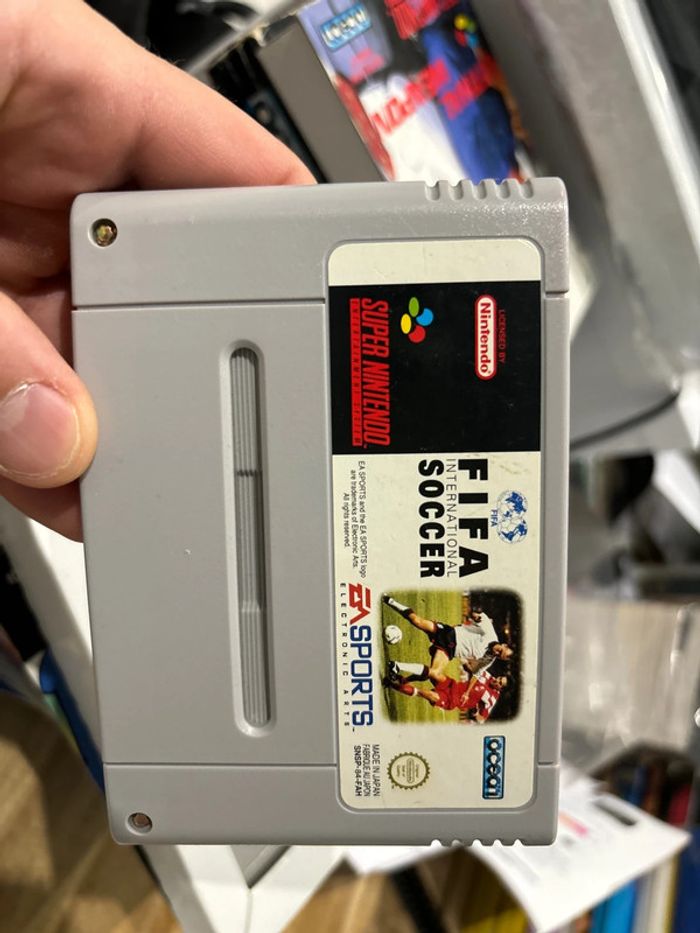 LICENSED BY
Nintendo
SUPER NINTENDO
ENTERTAINMENT SYSTEM
FIFA
FIFA
INTERNATIONAL
SOCCER
EA SPORTS and the EA SPORTS logo
are trademarks of Electronic Arts.
All rights reserved.
EA SPORTS
ELECTRONIC ARTS
ocean
MADE IN JAPAN
FABRIQUÉ AU JAPON
SNSP-84-FAH
ocean